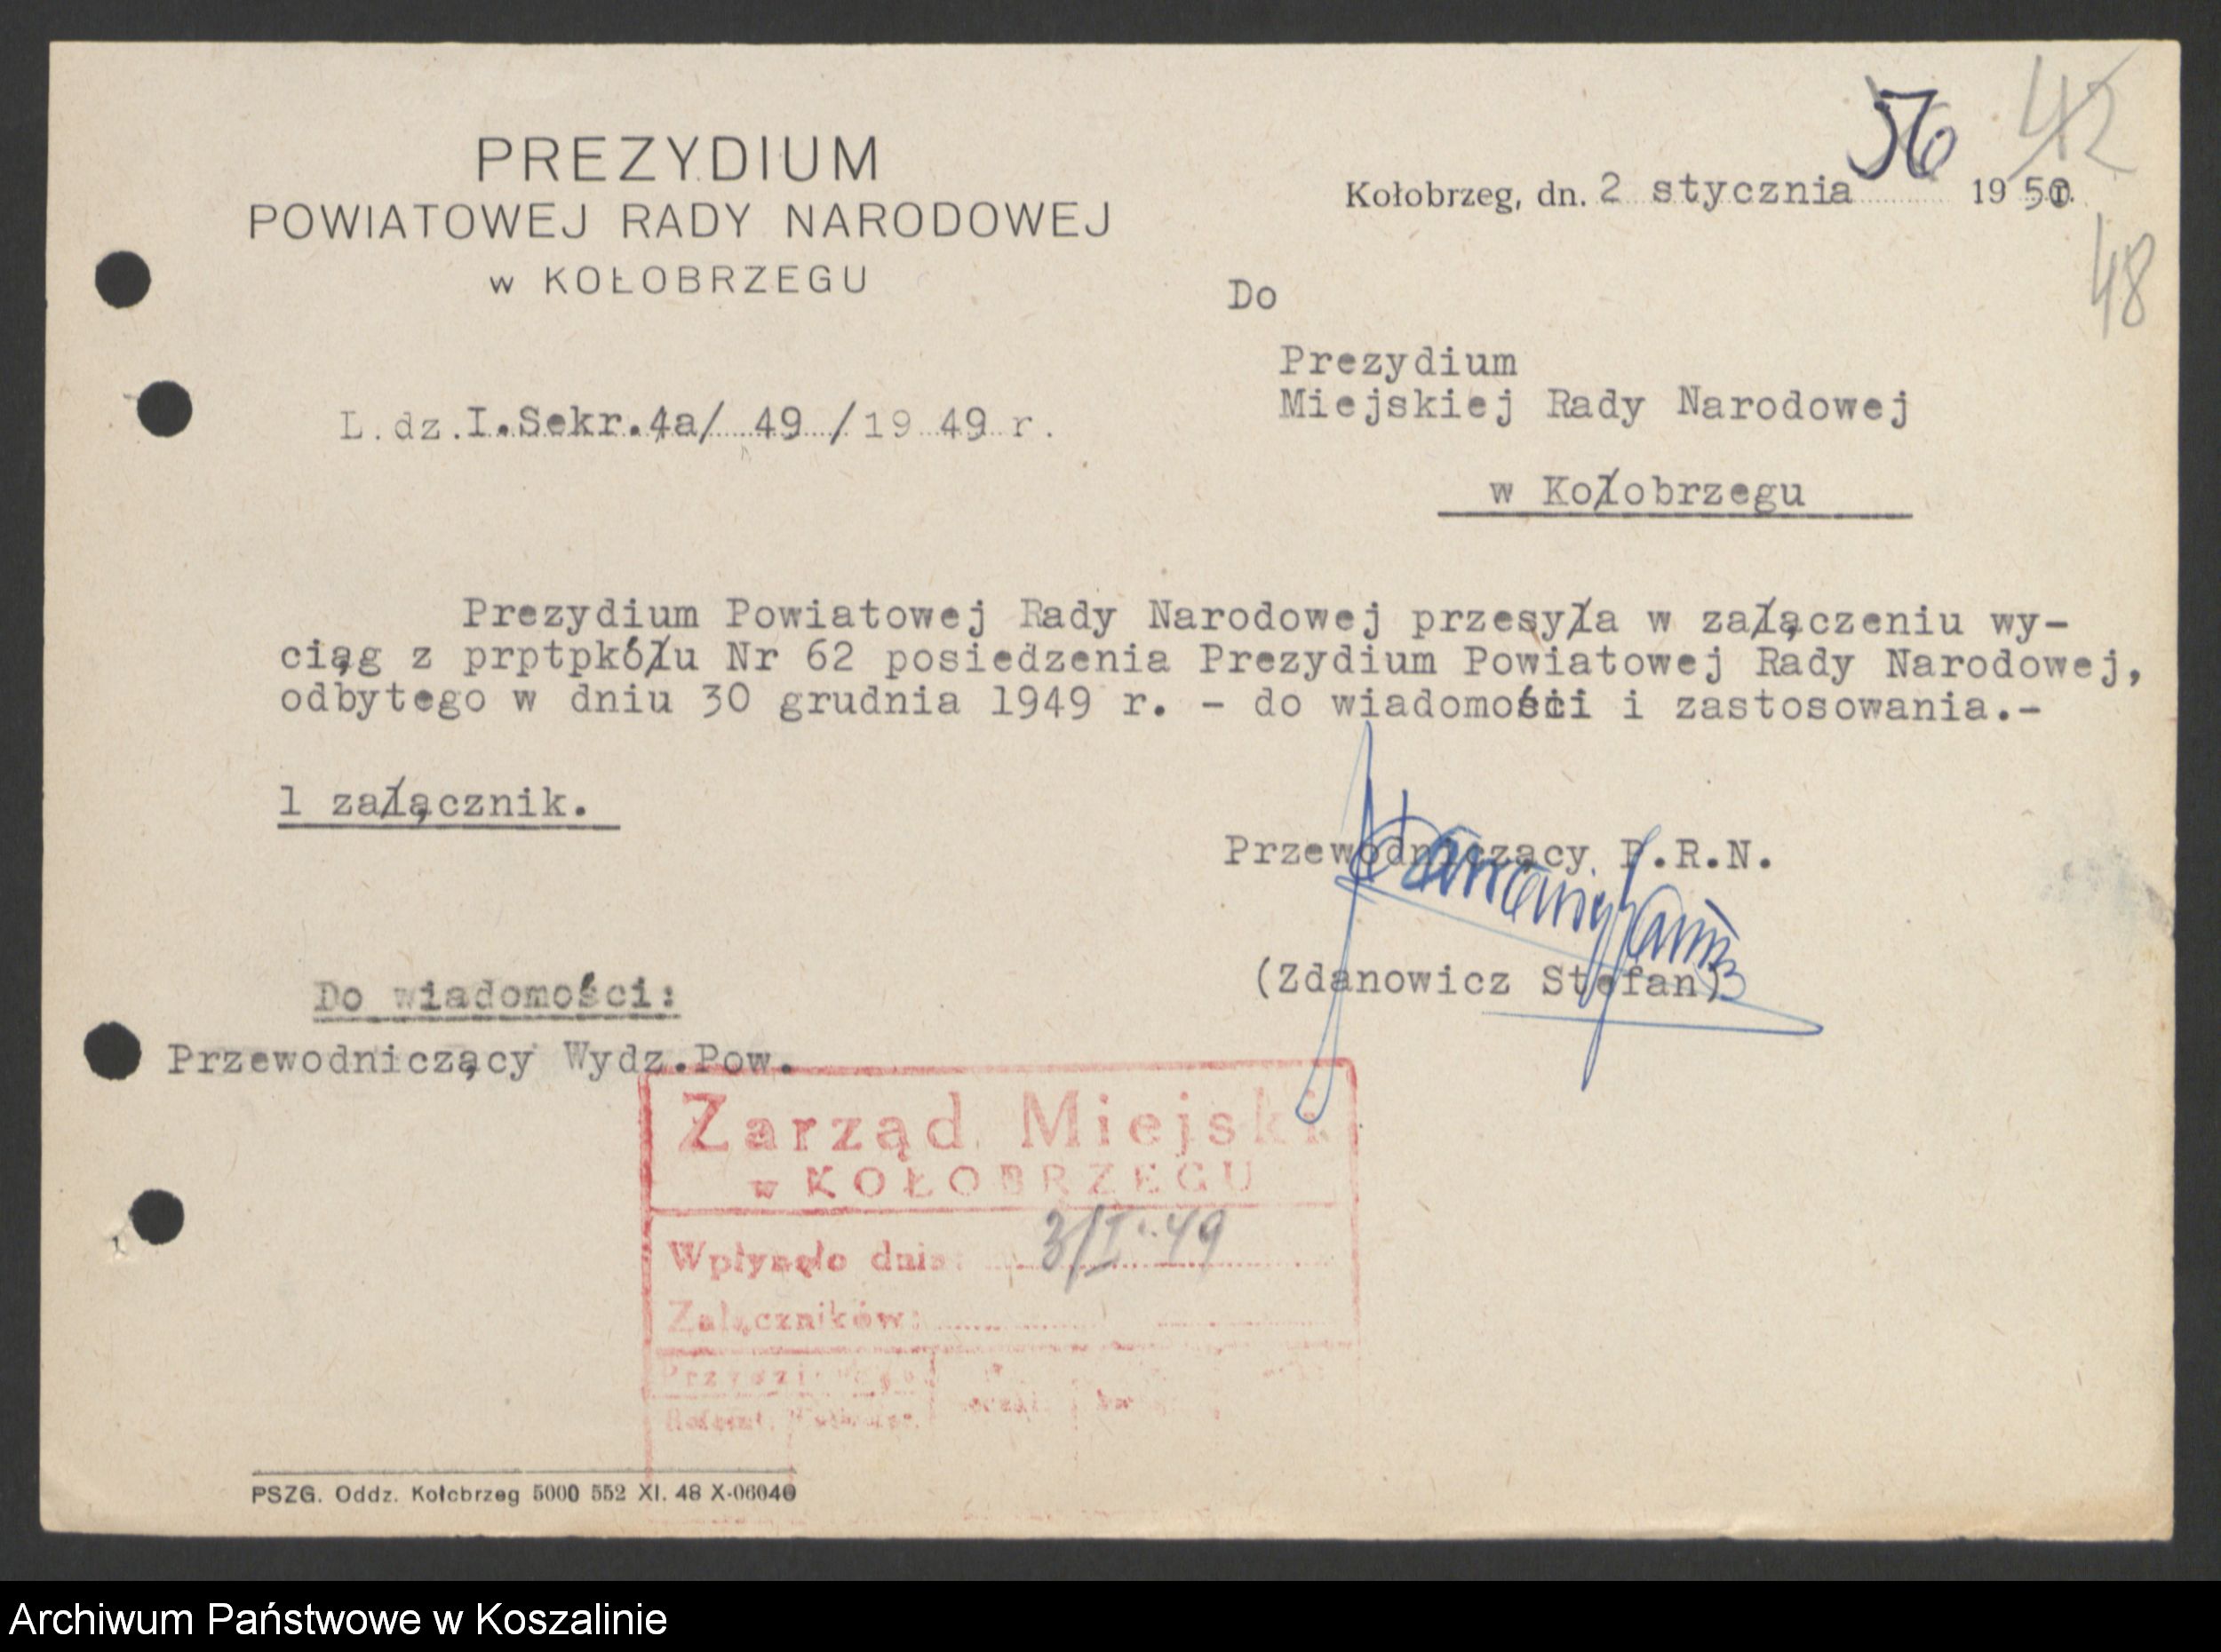 56
42
PREZYDIUM
POWIATOWEJ RADY NARODOWEJ
w KOŁOBRZEGU
Kołobrzeg, dn. 2 stycznia 1950 r.
48
Do
Prezydium
Miejskiej Rady Narodowej
w Kołobrzegu
L.dz. I.Sekr.4a/ 49 /19 49 r.
Prezydium Powiatowej Rady Narodowej przesyła w załączeniu wy-
ciąg z prptpkółu Nr 62 posiedzenia Prezydium Powiatowej Rady Narodowej,
odbytego w dniu 30 grudnia 1949 r. - do wiadomości i zastosowania.-
1 załącznik.
Przewodniczący P.R.N.
(Zdanowicz Stefan)
Do wiadomości:
Przewodniczący Wydz.Pow.
Zarząd Miejski
w KOŁOBRZEGU
Wpłynęło dnia: 3/I.49
Załączników:
PSZG. Oddz. Kołobrzeg 5000 552 XI. 48 X-06040
Archiwum Państwowe w Koszalinie